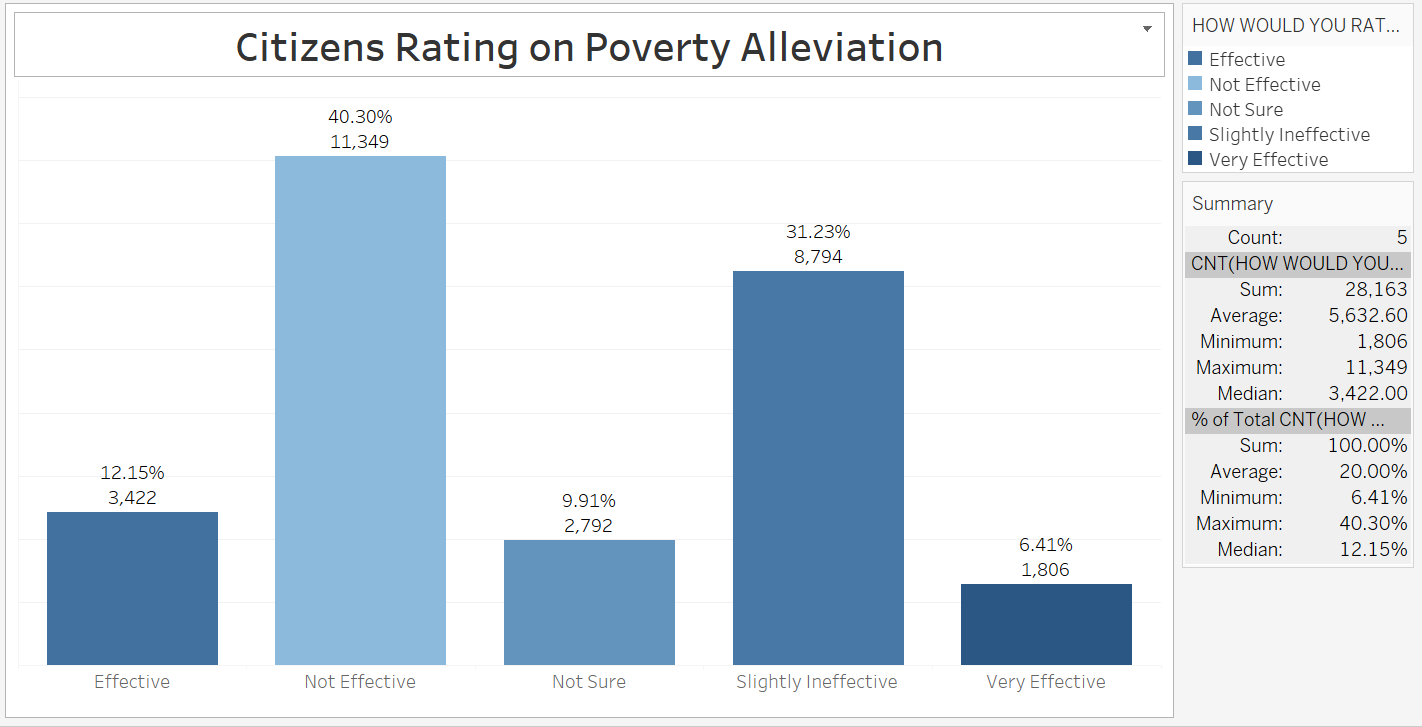 Citizens Rating on Poverty Alleviation
40.30%
11,349
31.23%
8,794
12.15%
3,422
9.91%
2,792
6.41%
1,806
Effective
Not Effective
Not Sure
Slightly Ineffective
Very Effective
HOW WOULD YOU RAT...
Effective
Not Effective
Not Sure
Slightly Ineffective
Very Effective
Summary
Count: 5
CNT(HOW WOULD YOU...
Sum: 28,163
Average: 5,632.60
Minimum: 1,806
Maximum: 11,349
Median: 3,422.00
% of Total CNT(HOW ...
Sum: 100.00%
Average: 20.00%
Minimum: 6.41%
Maximum: 40.30%
Median: 12.15%